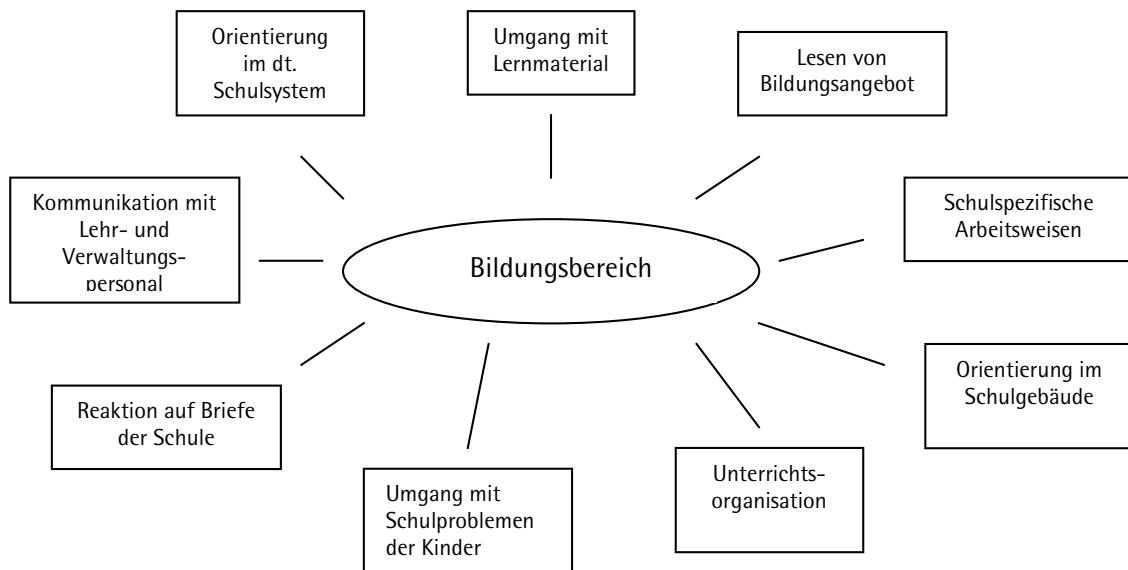 Orientierung
im dt.
Schulsystem
Umgang mit
Lernmaterial
Lesen von
Bildungsangebot
Kommunikation mit
Lehr- und
Verwaltungs-
personal
Schulspezifische
Arbeitsweisen
Bildungsbereich
Reaktion auf Briefe
der Schule
Orientierung im
Schulgebäude
Umgang mit
Schulproblemen
der Kinder
Unterrichts-
organisation